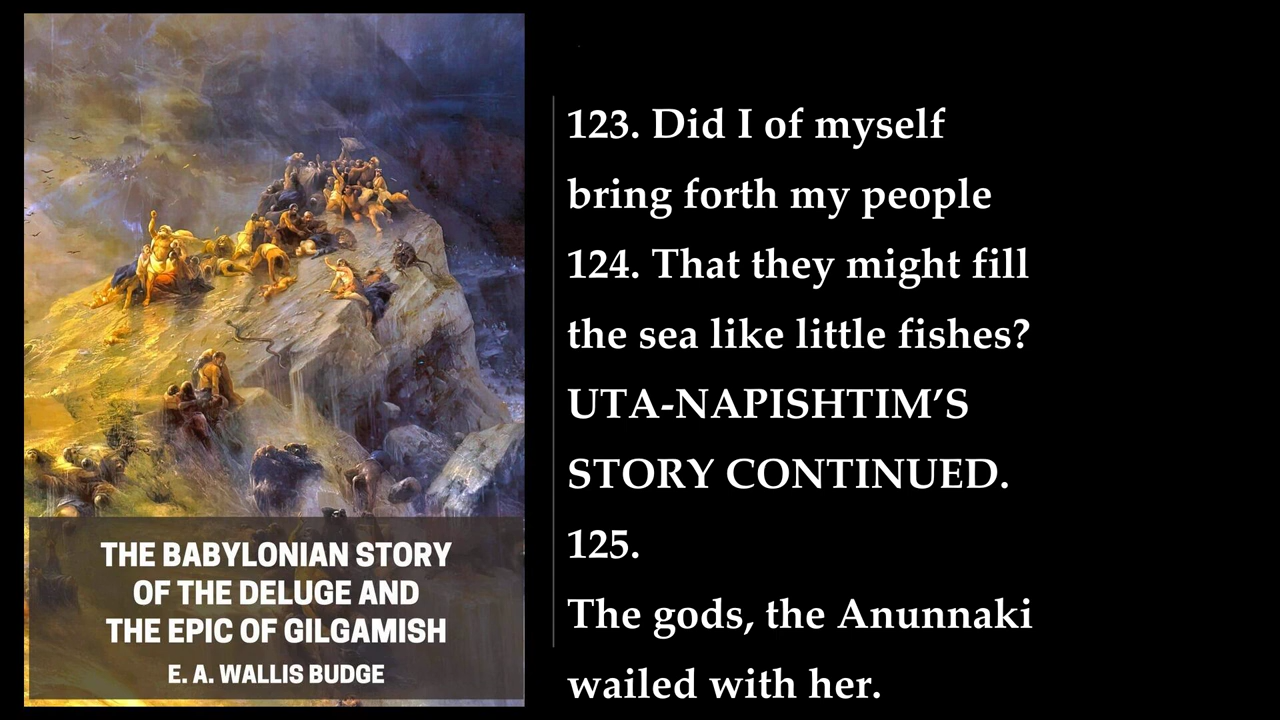 THE BABYLONIAN STORY
OF THE DELUGE AND
THE EPIC OF GILGAMISH
E. A. WALLIS BUDGE
123. Did I of myself
bring forth my people
124. That they might fill
the sea like little fishes?
UTA-NAPISHTIM’S
STORY CONTINUED.
125.
The gods, the Anunnaki
wailed with her.